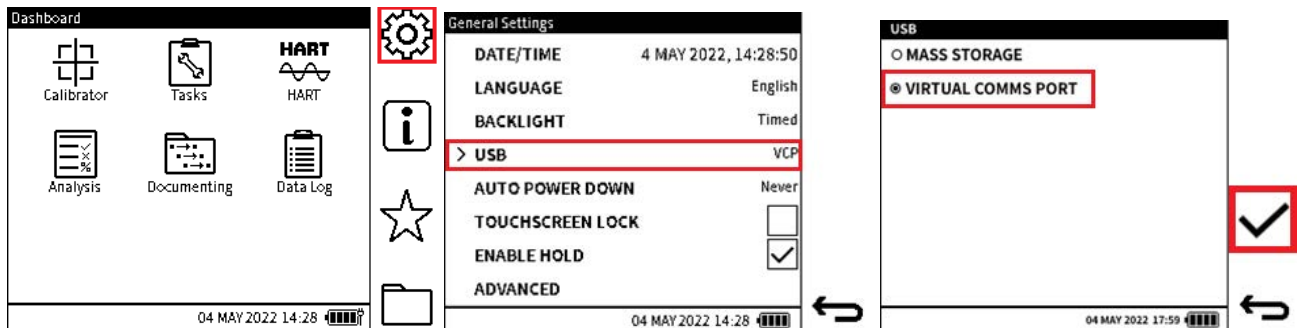 Dashboard
HART
Calibrator Tasks HART
Analysis Documenting Data Log
04 MAY 2022 14:28
i
General Settings
DATE/TIME 4 MAY 2022, 14:28:50
LANGUAGE English
BACKLIGHT Timed
> USB VCP
AUTO POWER DOWN Never
TOUCHSCREEN LOCK
ENABLE HOLD
ADVANCED
04 MAY 2022 14:28
USB
MASS STORAGE
VIRTUAL COMMS PORT
04 MAY 2022 17:59